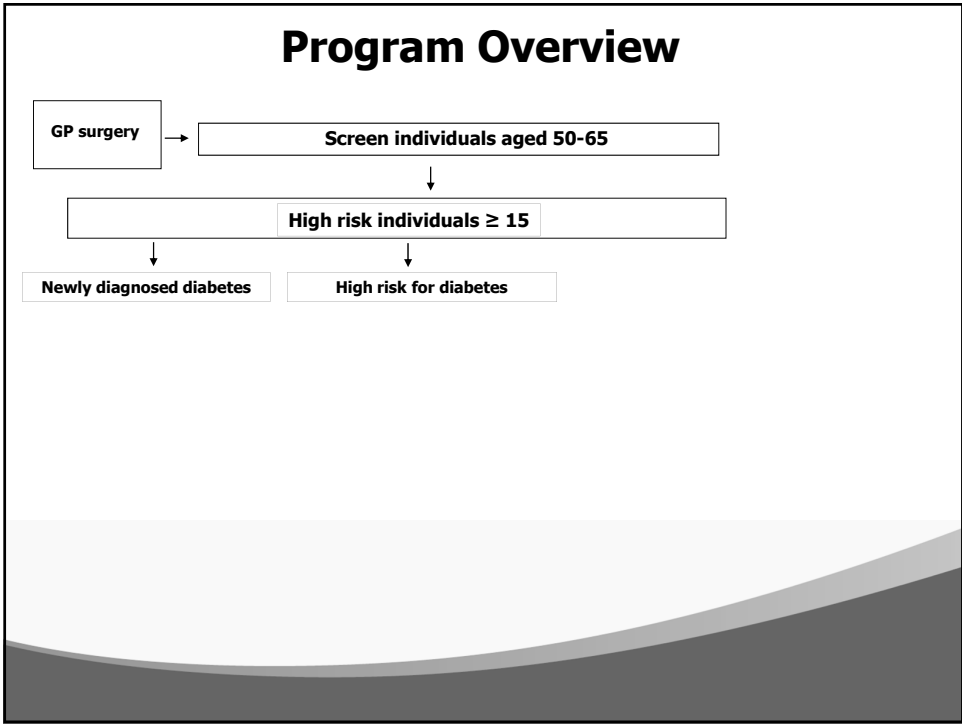 Program Overview
GP surgery
Screen individuals aged 50-65
High risk individuals ≥ 15
Newly diagnosed diabetes
High risk for diabetes